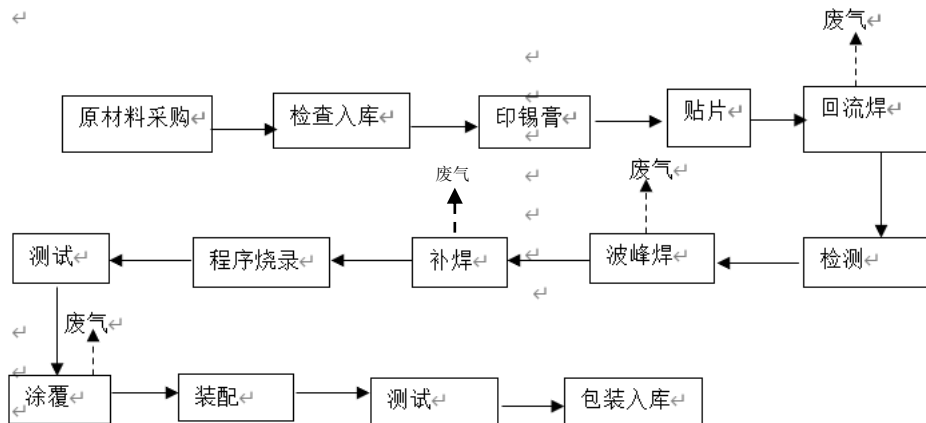 废气
原材料采购
检查入库
印锡膏
贴片
回流焊
废气
废气
测试
程序烧录
补焊
波峰焊
检测
废气
涂覆
装配
测试
包装入库